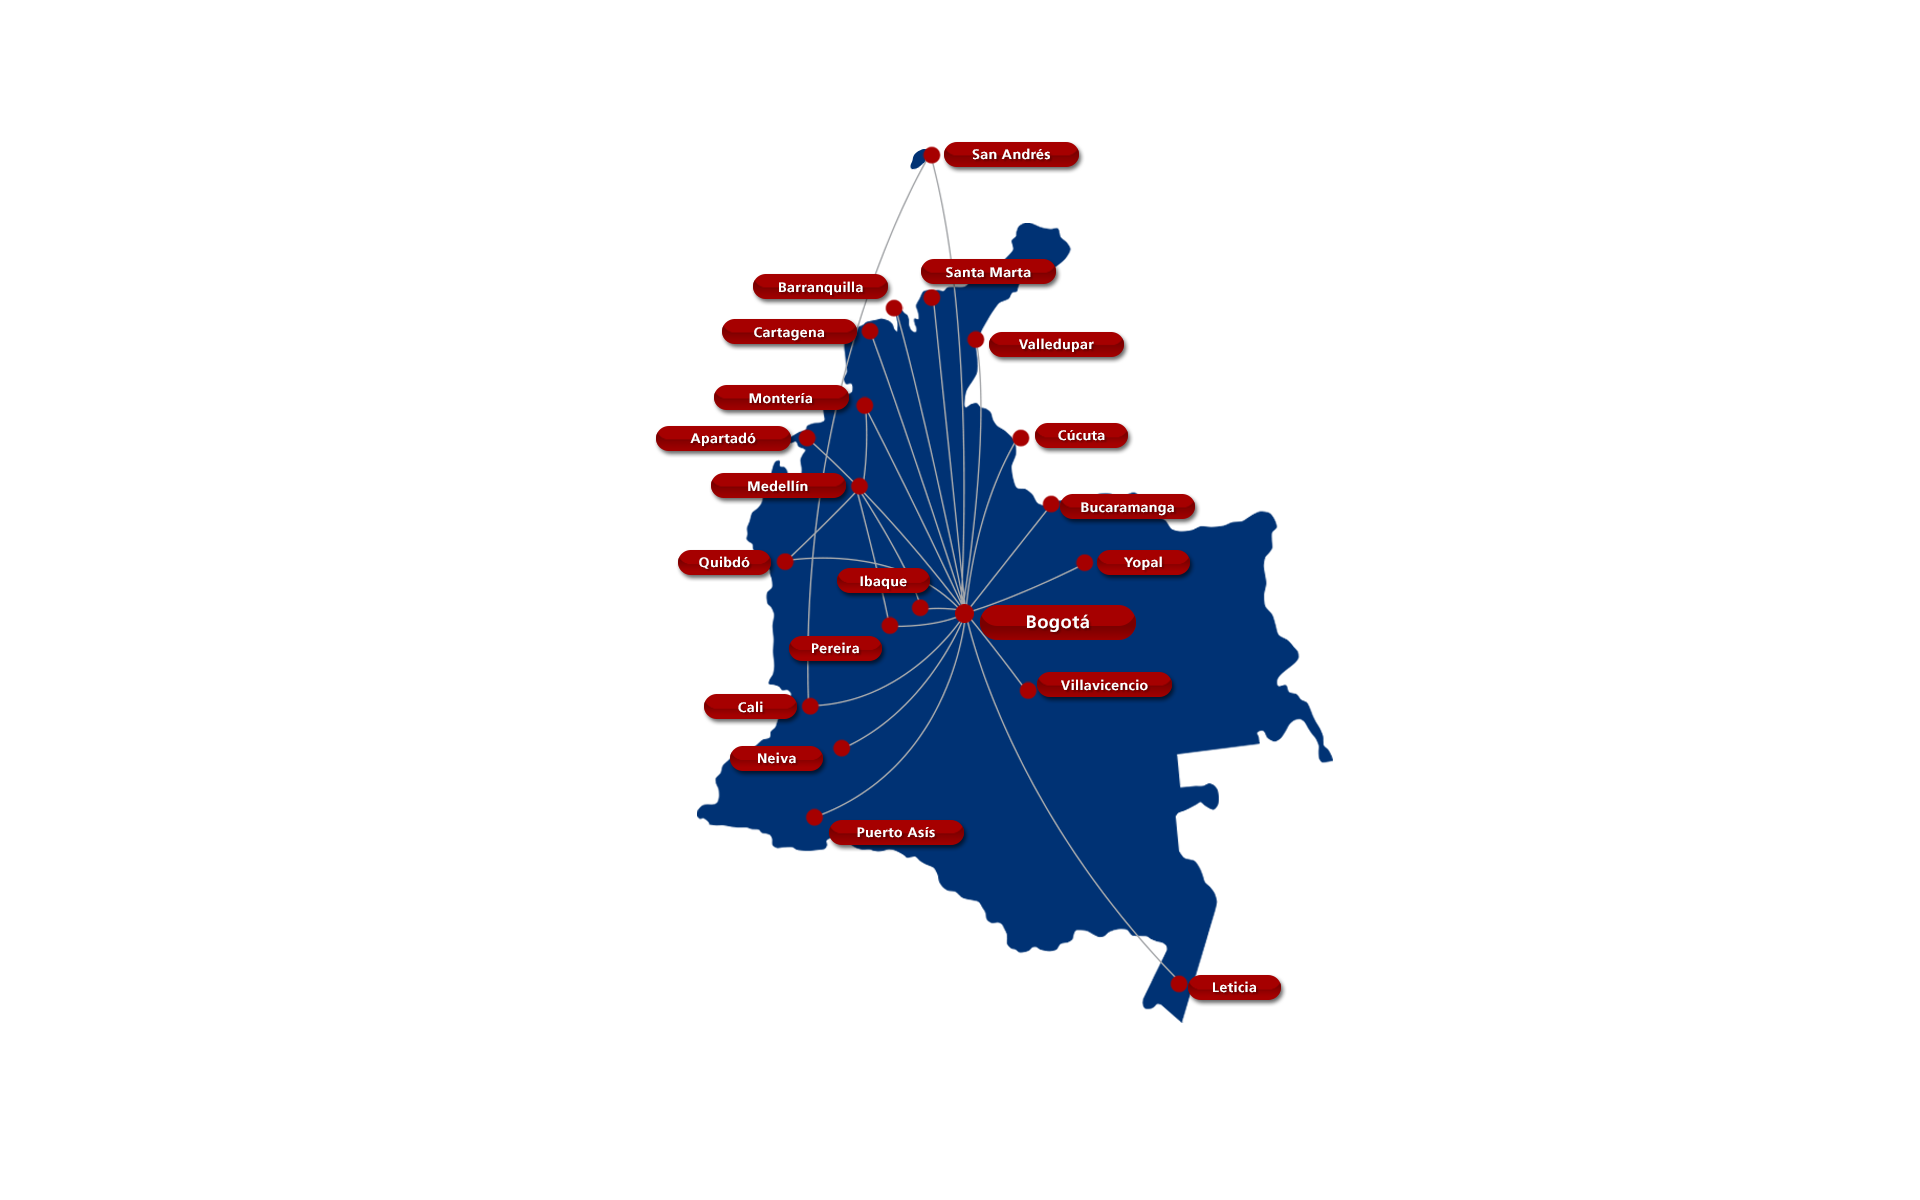 San Andrés
Santa Marta
Barranquilla
Cartagena
Valledupar
Montería
Apartadó
Cúcuta
Medellín
Bucaramanga
Quibdó
Yopal
Ibaque
Bogotá
Pereira
Villavicencio
Cali
Neiva
Puerto Asís
Leticia